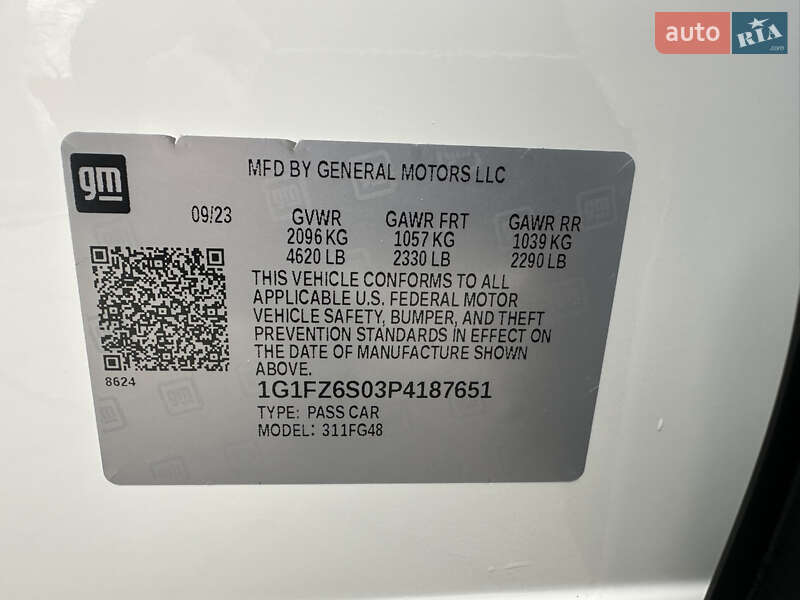 auto RIA .com
gm
MFD BY GENERAL MOTORS LLC
09/23 GVWR GAWR FRT GAWR RR
2096 KG 1057 KG 1039 KG
4620 LB 2330 LB 2290 LB
THIS VEHICLE CONFORMS TO ALL
APPLICABLE U.S. FEDERAL MOTOR
VEHICLE SAFETY, BUMPER, AND THEFT
PREVENTION STANDARDS IN EFFECT ON
THE DATE OF MANUFACTURE SHOWN
ABOVE.
8624
1G1FZ6S03P4187651
TYPE: PASS CAR
MODEL: 311FG48